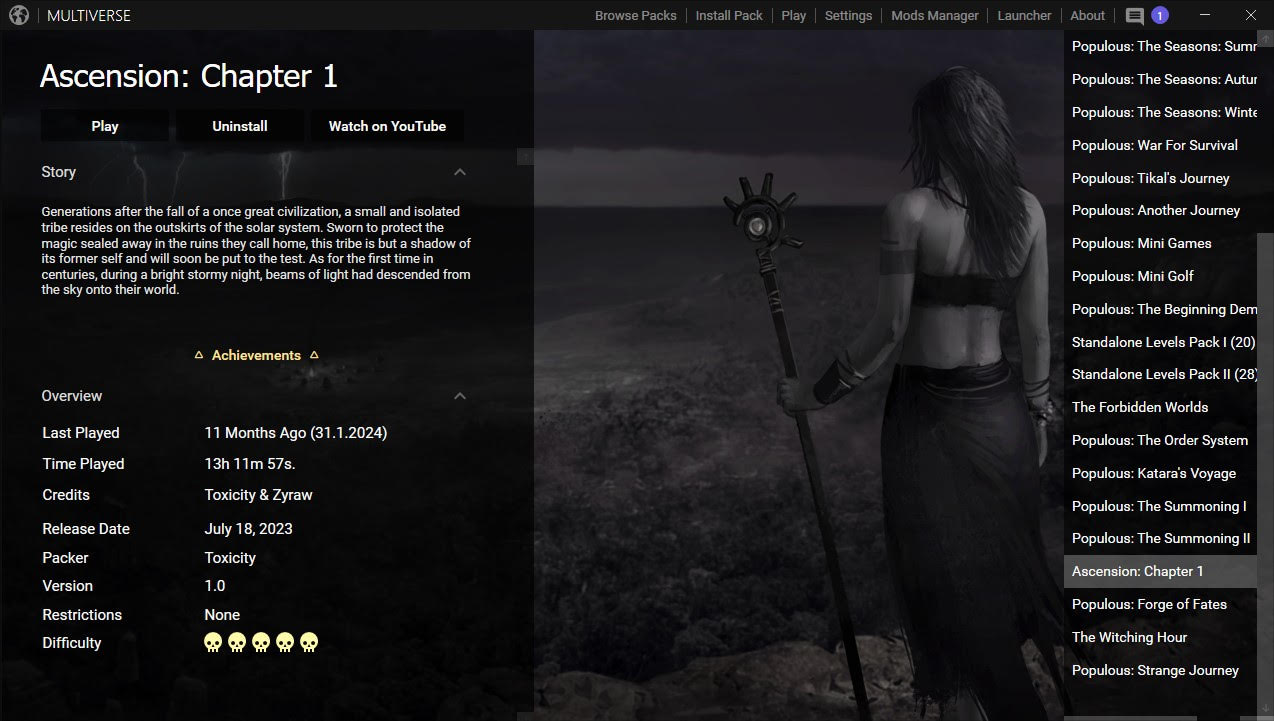 MULTIVERSE
Browse Packs
Install Pack
Play
Settings
Mods Manager
Launcher
About
1
Ascension: Chapter 1
Play
Uninstall
Watch on YouTube
Story
Generations after the fall of a once great civilization, a small and isolated
tribe resides on the outskirts of the solar system. Sworn to protect the
magic sealed away in the ruins they call home, this tribe is but a shadow of
its former self and will soon be put to the test. As for the first time in
centuries, during a bright stormy night, beams of light had descended from
the sky onto their world.
Achievements
Overview
Last Played 11 Months Ago (31.1.2024)
Time Played 13h 11m 57s.
Credits Toxicity & Zyraw
Release Date July 18, 2023
Packer Toxicity
Version 1.0
Restrictions None
Difficulty
Populous: The Seasons: Summ
Populous: The Seasons: Autur
Populous: The Seasons: Winte
Populous: War For Survival
Populous: Tikal's Journey
Populous: Another Journey
Populous: Mini Games
Populous: Mini Golf
Populous: The Beginning Dem
Standalone Levels Pack I (20)
Standalone Levels Pack II (28)
The Forbidden Worlds
Populous: The Order System
Populous: Katara's Voyage
Populous: The Summoning I
Populous: The Summoning II
Ascension: Chapter 1
Populous: Forge of Fates
The Witching Hour
Populous: Strange Journey